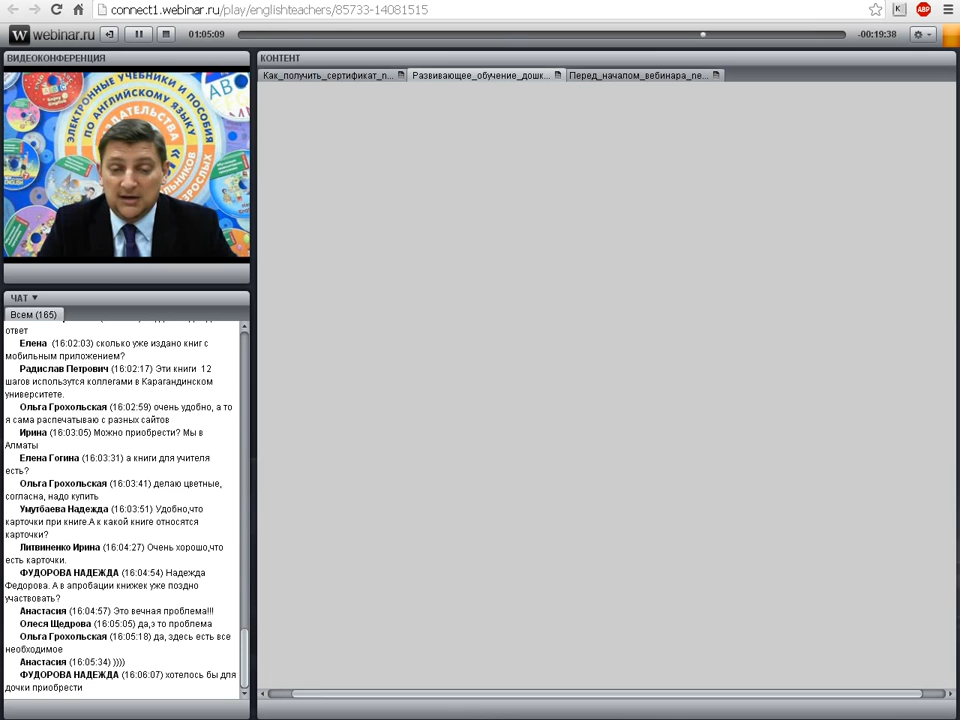 connect1.webinar.ru/play/englishteachers/85733-14081515
W webinar.ru 01:05:09 -00:19:38
ВИДЕОКОНФЕРЕНЦИЯ
ЭЛЕКТРОННЫЕ УЧЕБНИКИ И ПОСОБИЯ
ПО АНГЛИЙСКОМУ ЯЗЫКУ
ЧАТ
Всем (165)
ответ
Елена (16:02:03) сколько уже издано книг с
мобильным приложением?
Радислав Петрович (16:02:17) Эти книги 12
шагов использутся коллегами в Карагандинском
университете.
Ольга Грохольская (16:02:59) очень удобно, а то
я сама распечатываю с разных сайтов
Ирина (16:03:05) Можно приобрести? Мы в
Алматы
Елена Гогина (16:03:31) а книги для учителя
есть?
Ольга Грохольская (16:03:41) делаю цветные,
согласна, надо купить
Умутбаева Надежда (16:03:51) Удобно,что
карточки при книге.А к какой книге относятся
карточки?
Литвиненко Ирина (16:04:27) Очень хорошо,что
есть карточки.
ФУДОРОВА НАДЕЖДА (16:04:54) Надежда
Федорова. А в апробации книжек уже поздно
участвовать?
Анастасия (16:04:57) Это вечная проблема!!!
Олеся Щедрова (16:05:05) да,э то проблема
Ольга Грохольская (16:05:18) да, здесь есть все
необходимое
Анастасия (16:05:34) ))))
ФУДОРОВА НАДЕЖДА (16:06:07) хотелось бы для
дочки приобрести
КОНТЕНТ
Как_получить_сертификат_п... Развивающее_обучение_дошк... Перед_началом_вебинара_пе...